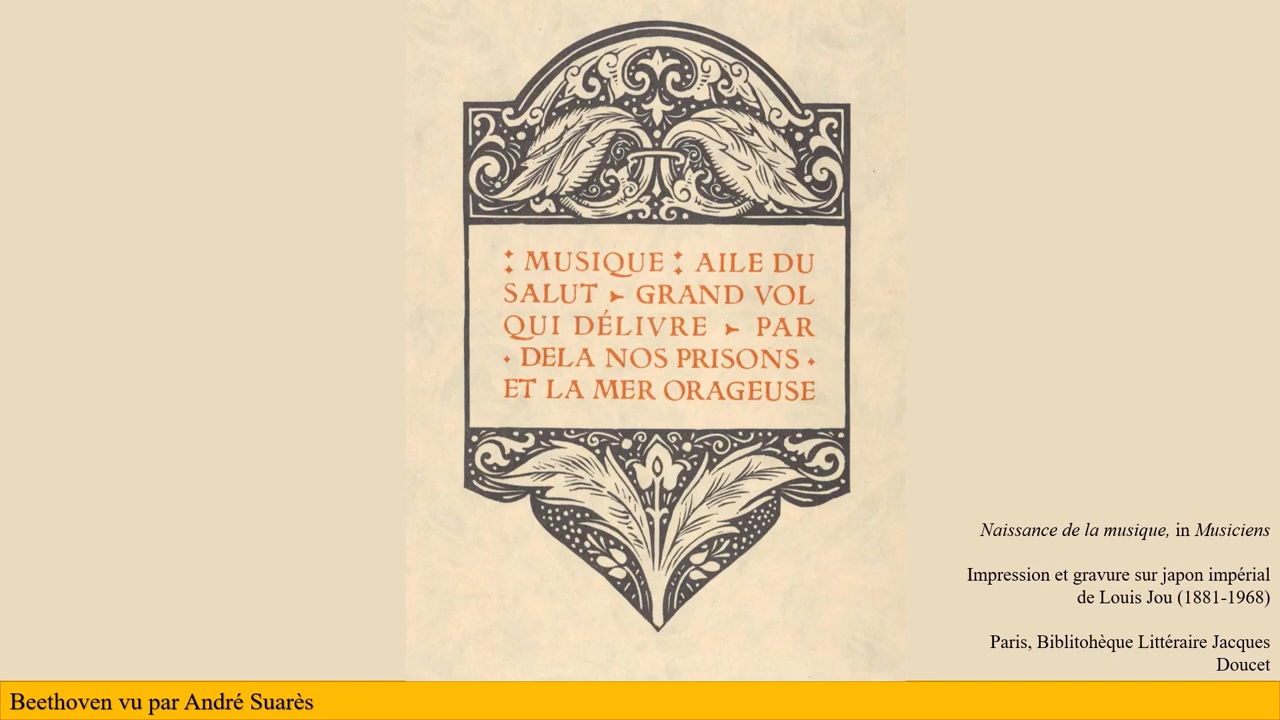 MUSIQUE AILE DU
SALUT GRAND VOL
QUI DÉLIVRE PAR
DELA NOS PRISONS
ET LA MER ORAGEUSE
Naissance de la musique, in Musiciens
Impression et gravure sur japon impérial
de Louis Jou (1881-1968)
Paris, Biblitohèque Littéraire Jacques
Doucet
Beethoven vu par André Suarès